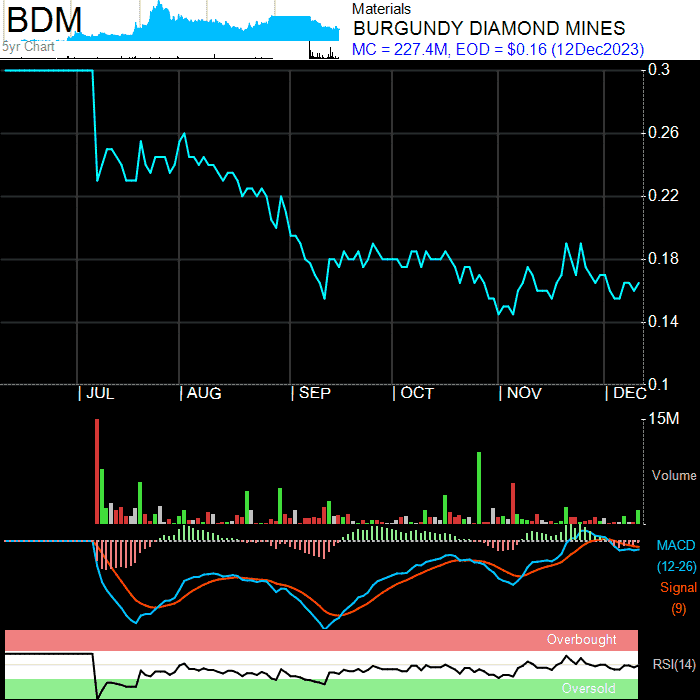 BDM
5yr Chart
Materials
BURGUNDY DIAMOND MINES
MC = 227.4M, EOD = $0.16 (12Dec2023)
0.3
0.26
0.22
0.18
0.14
0.1
| JUL | AUG | SEP | OCT | NOV | DEC
15M
Volume
MACD
(12-26)
Signal
(9)
Overbought
RSI(14)
Oversold